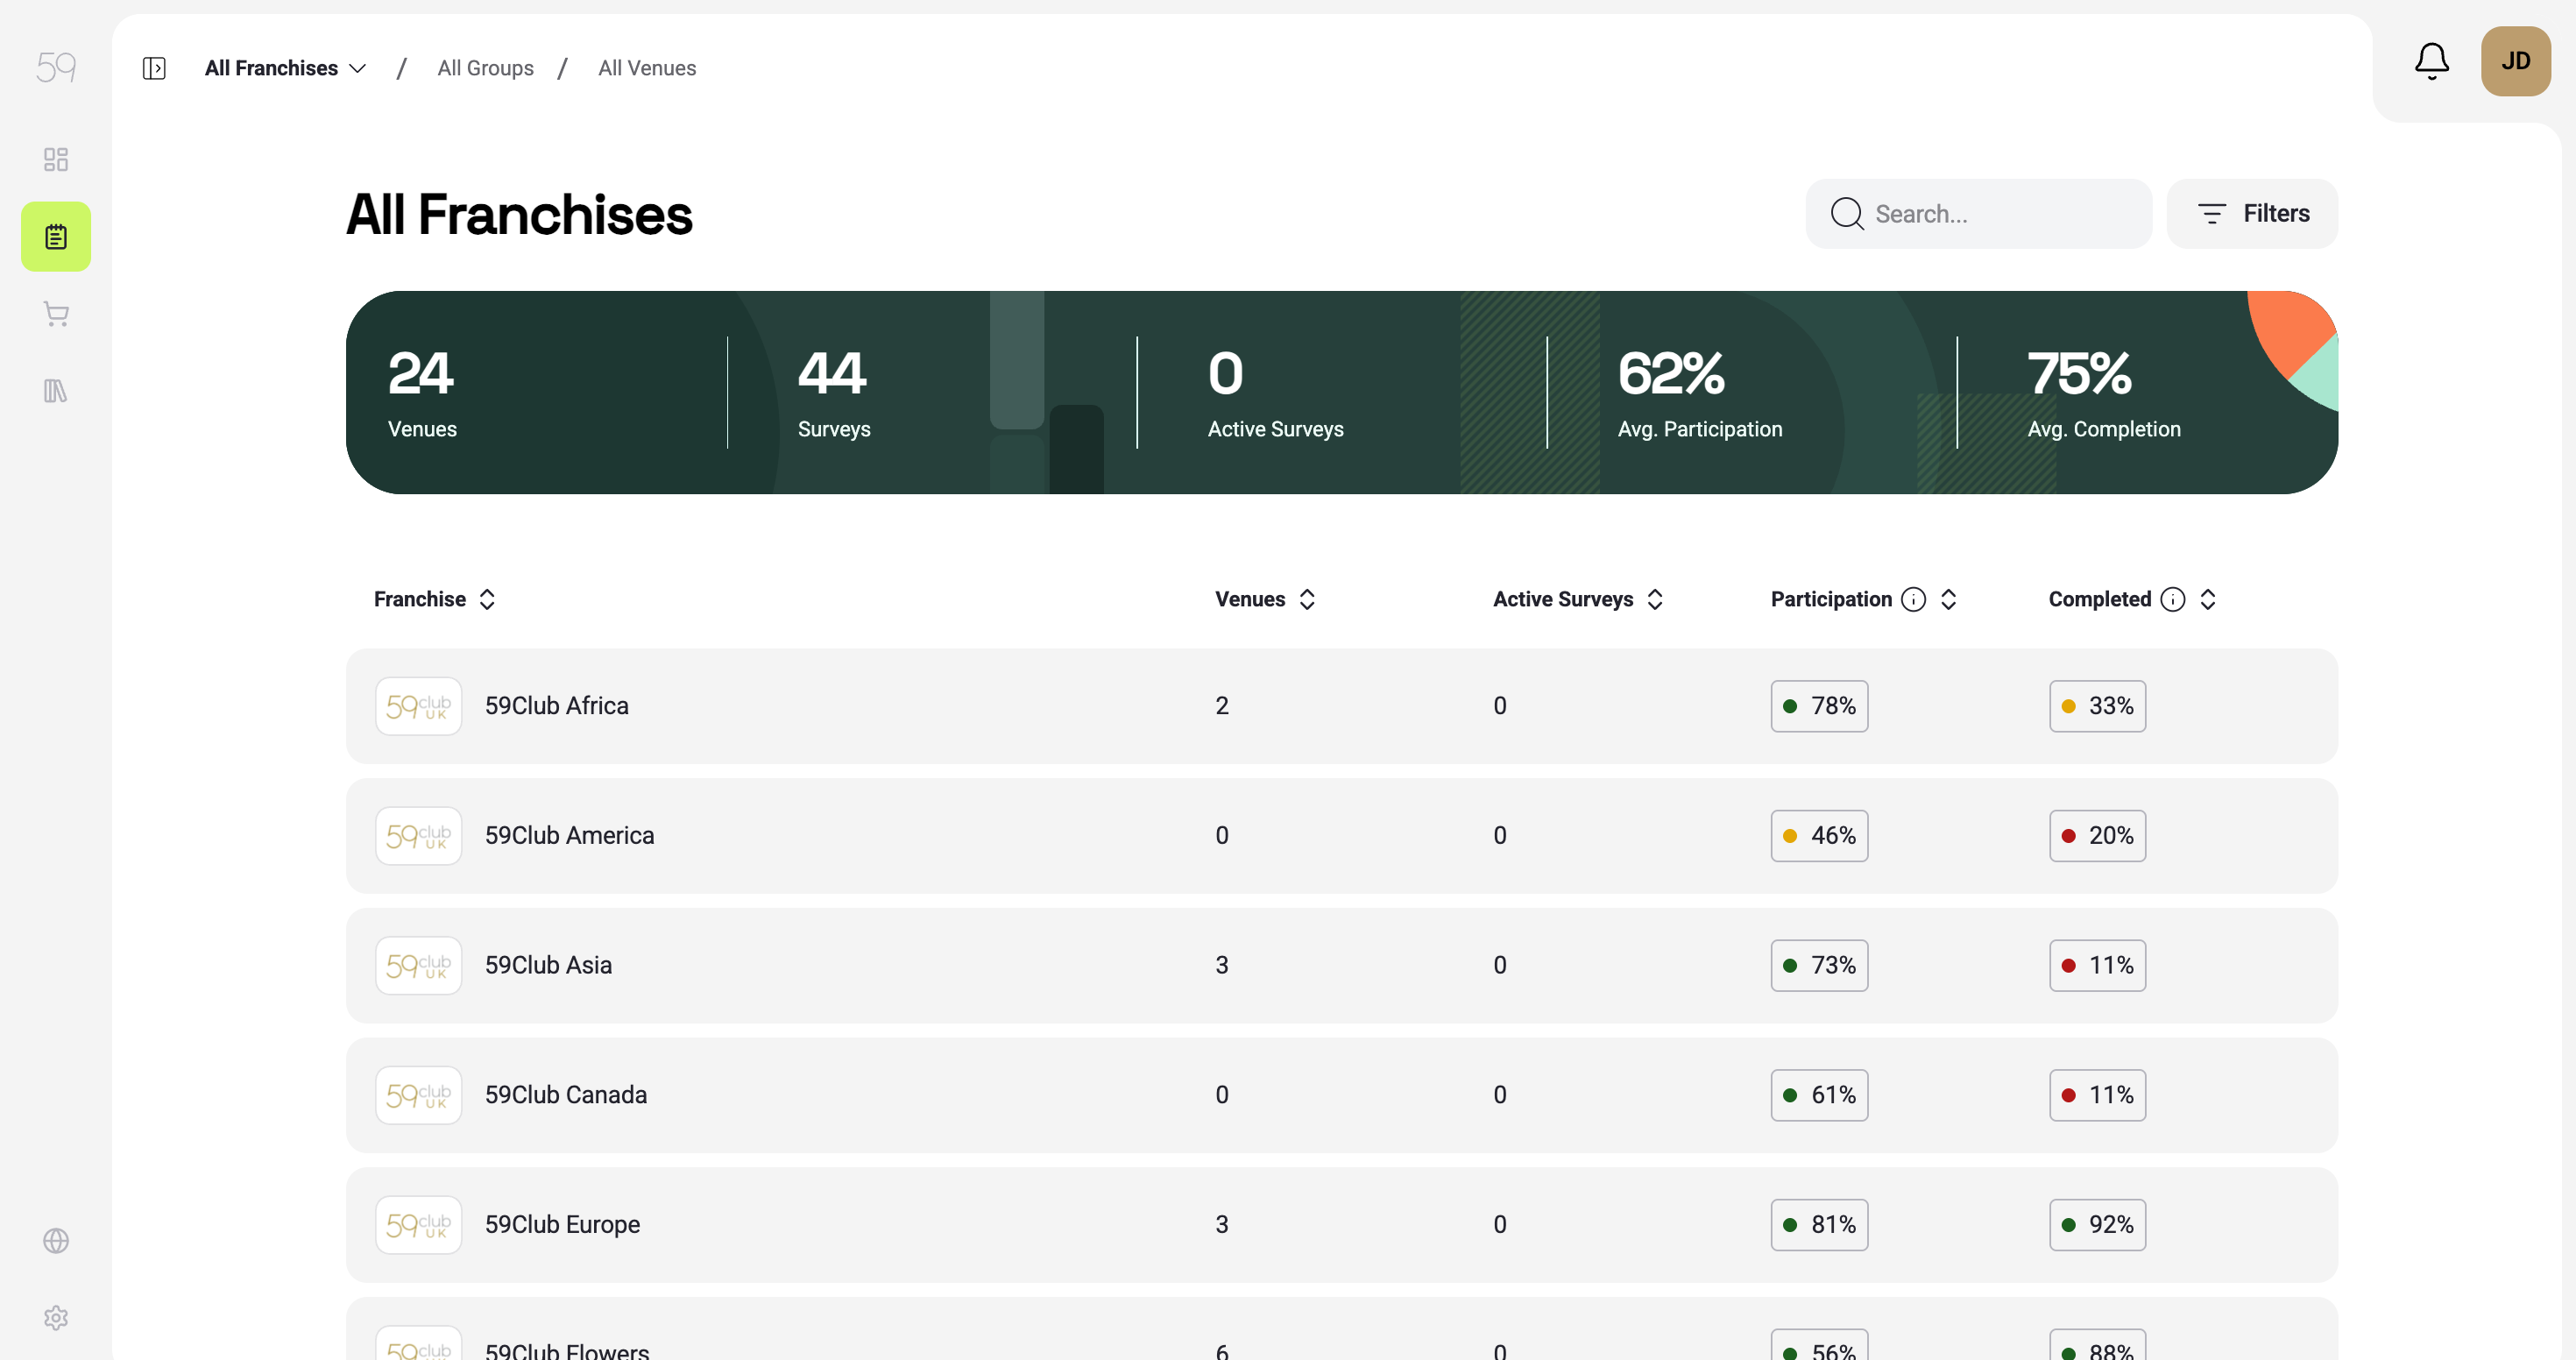 59
All Franchises / All Groups / All Venues
JD
All Franchises
Search...
Filters
24
Venues
44
Surveys
0
Active Surveys
62%
Avg. Participation
75%
Avg. Completion
Franchise Venues Active Surveys Participation Completed
59club UK 59Club Africa 2 0 78% 33%
59club UK 59Club America 0 0 46% 20%
59club UK 59Club Asia 3 0 73% 11%
59club UK 59Club Canada 0 0 61% 11%
59club UK 59Club Europe 3 0 81% 92%
59club 59Club Flowers 6 0 56% 88%